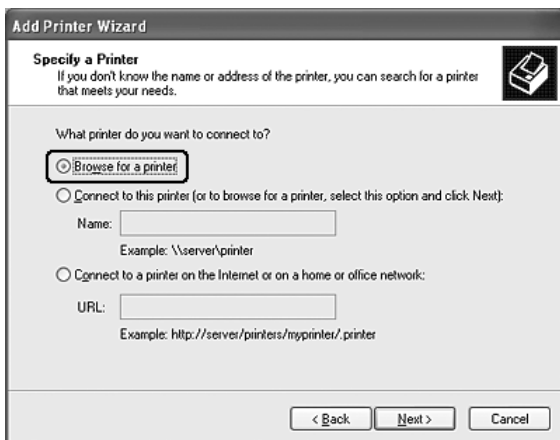 Add Printer Wizard
Specify a Printer
If you don't know the name or address of the printer, you can search for a printer
that meets your needs.
What printer do you want to connect to?
Browse for a printer
Connect to this printer (or to browse for a printer, select this option and click Next):
Name:
Example: \\server\printer
Connect to a printer on the Internet or on a home or office network:
URL:
Example: http://server/printers/myprinter/.printer
< Back Next > Cancel